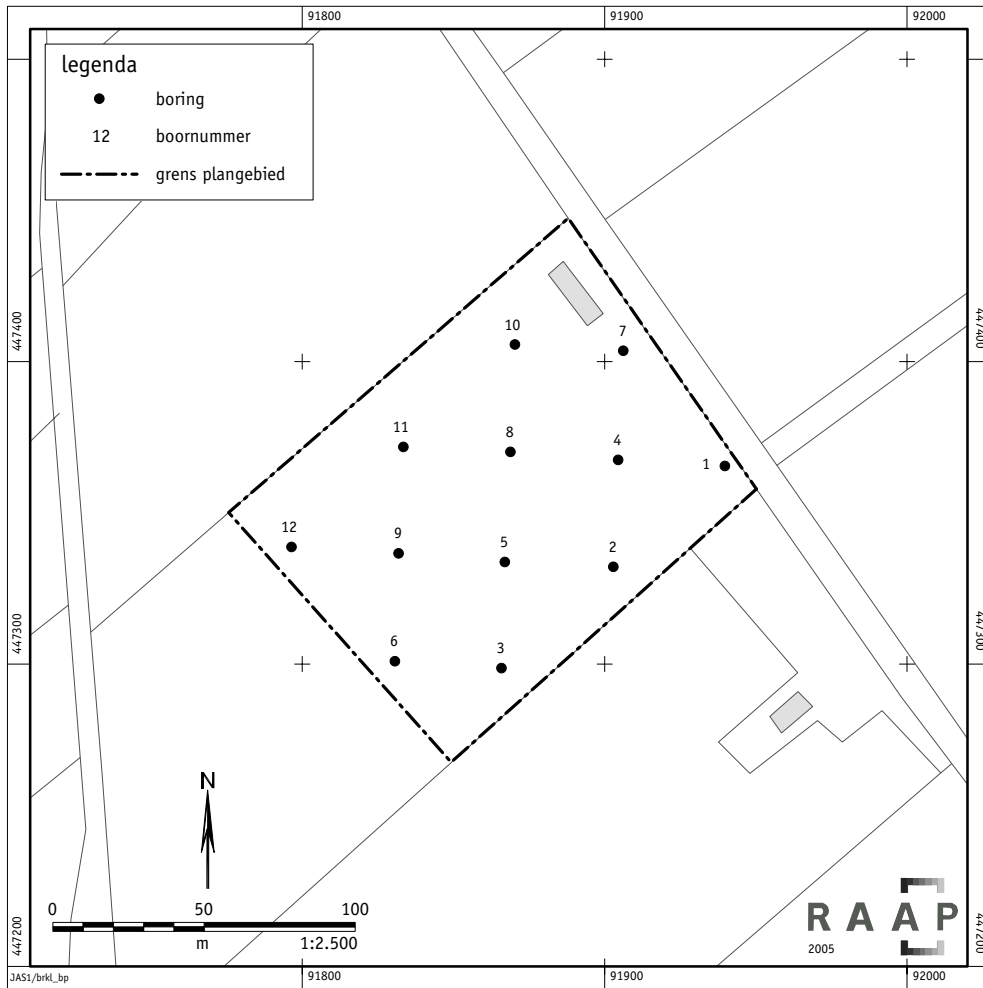 91800 91900 92000
legenda
boring
12 boornummer
grens plangebied
447400 447400
10 7
11 8 4 1
12 9 5 2
447300 447300
6 3
N
0 50 100
m 1:2.500
RAAP
2005
447200 447200
JAS1/brkl_bp
91800 91900 92000